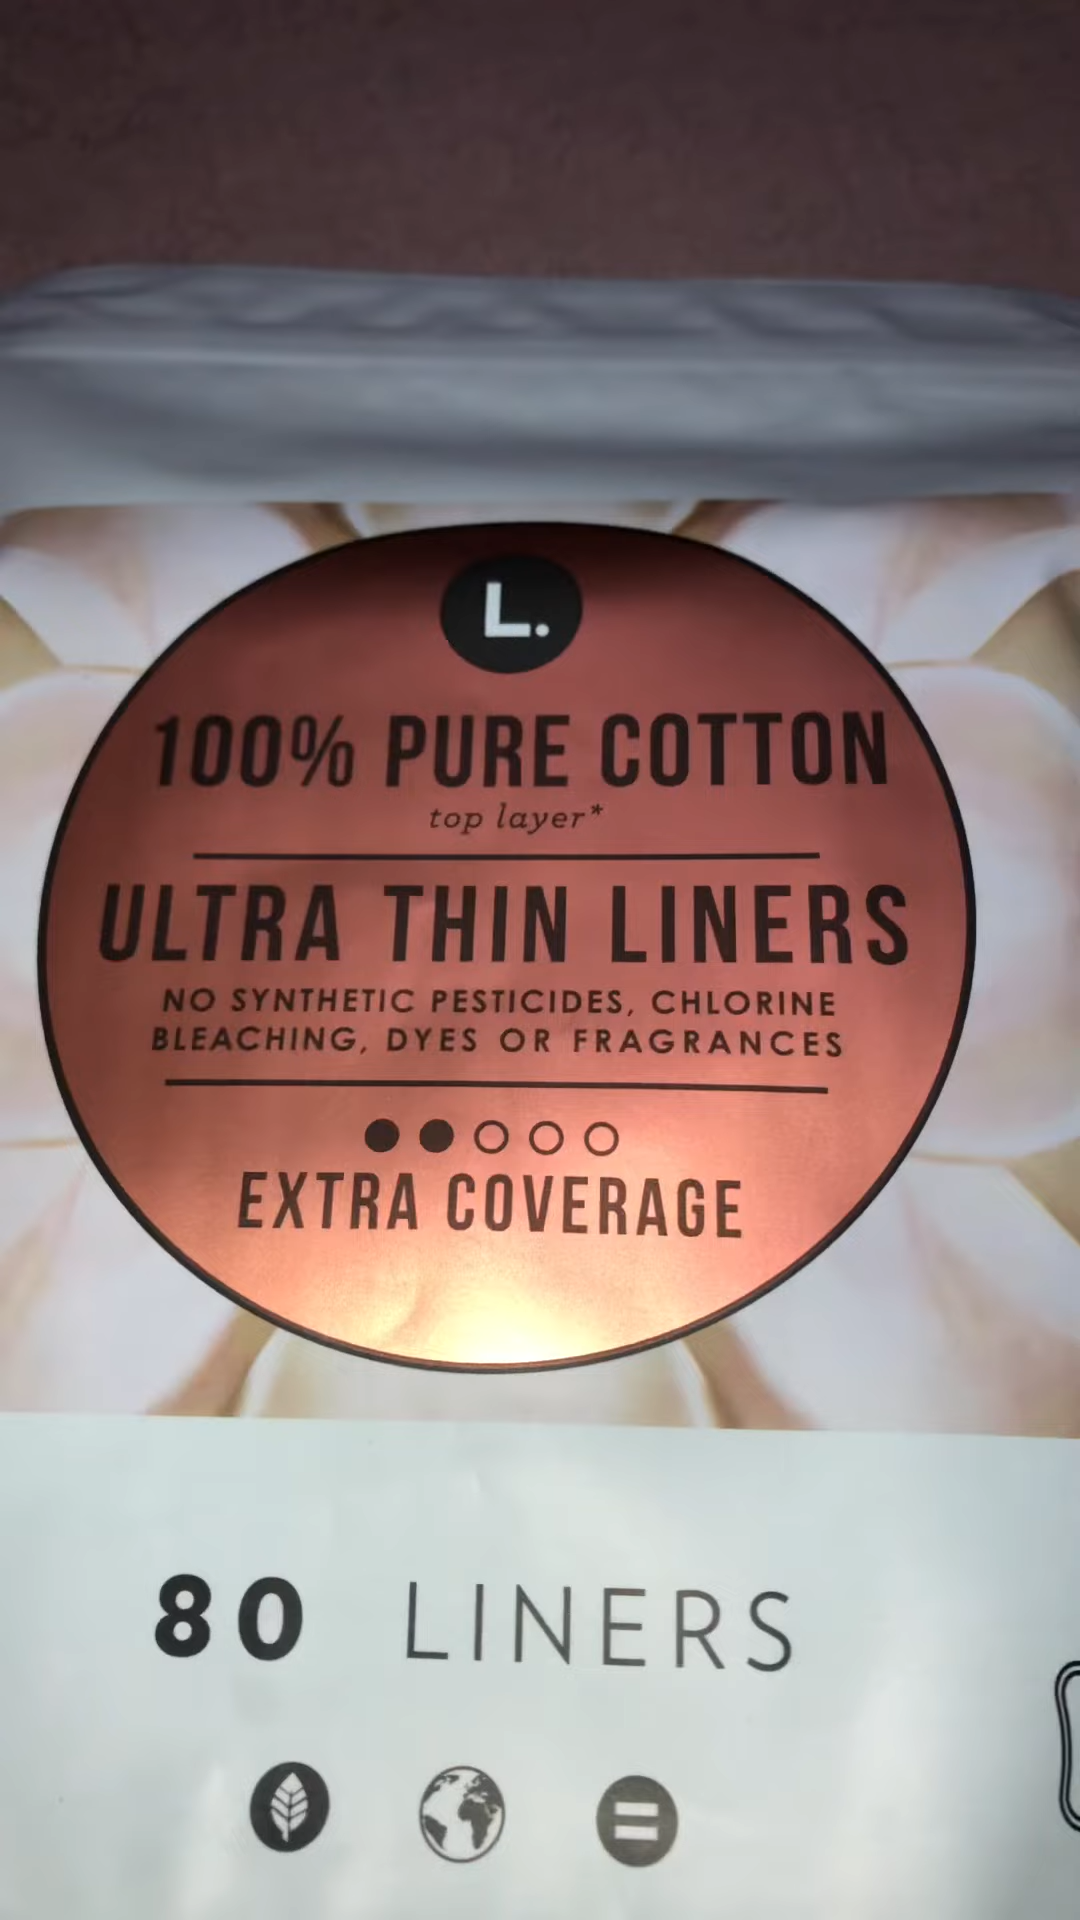 L.
100% PURE COTTON
top layer*
ULTRA THIN LINERS
NO SYNTHETIC PESTICIDES, CHLORINE
BLEACHING, DYES OR FRAGRANCES
EXTRA COVERAGE
80 LINERS